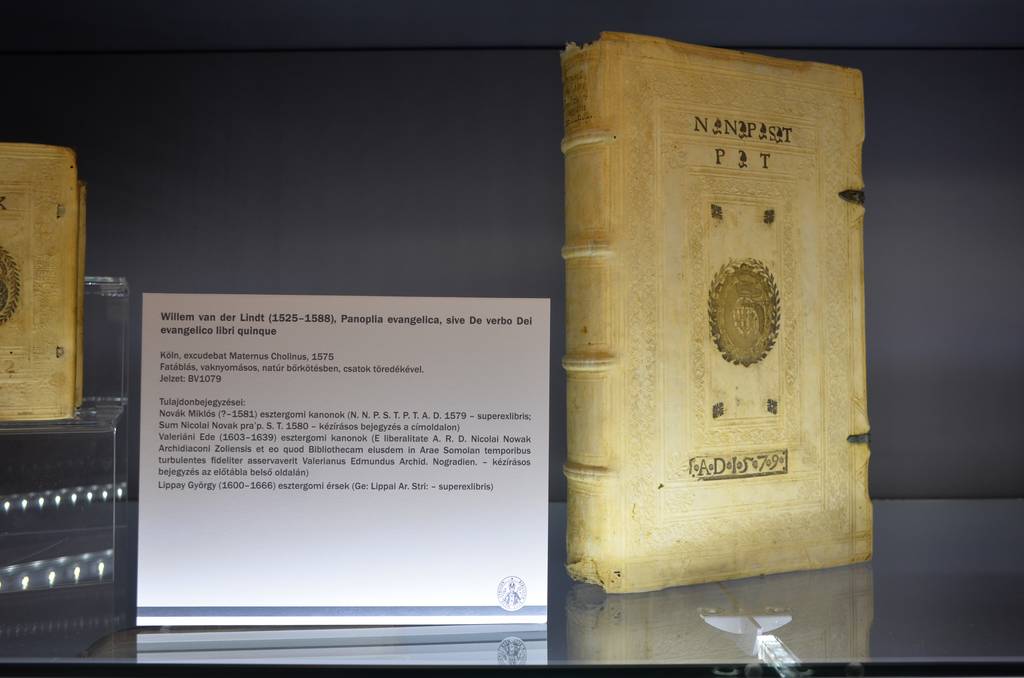 Willem van der Lindt (1525–1588), Panoplia evangelica, sive De verbo Dei
evangelico libri quinque
Köln, excudebat Maternus Cholinus, 1575
Fatáblás, vaknyomásos, natúr bőrkötésben, csatok töredékével.
Jelzet: BV1079
Tulajdonbejegyzései:
Novák Miklós (?–1581) esztergomi kanonok (N. N. P. S. T. P. T. A. D. 1579 – superexlibris;
Sum Nicolai Novak pra'p. S. T. 1580 – kézírásos bejegyzés a címoldalon)
Valeriáni Ede (1603–1639) esztergomi kanonok (E liberalitate A. R. D. Nicolai Nowak
Archidiaconi Zoliensis et eo quod Bibliothecam eiusdem in Arae Somolan temporibus
turbulentes fideliter asservaverit Valerianus Edmundus Archid. Nogradien. – kézírásos
bejegyzés az előtábla belső oldalán)
Lippay György (1600–1666) esztergomi érsek (Ge: Lippai Ar. Stri: – superexlibris)
N N P S T
P T
A D 1579
K
2